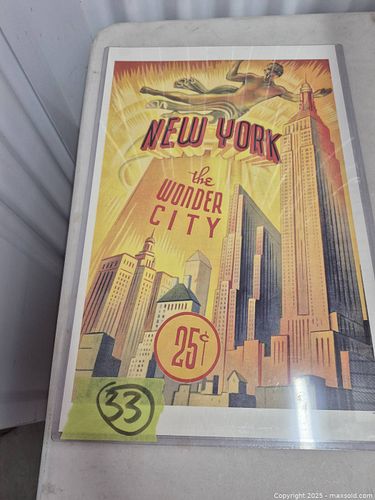 NEW YORK
the
WONDER
CITY
25¢
33
Copyright 2025 - maxsold.com